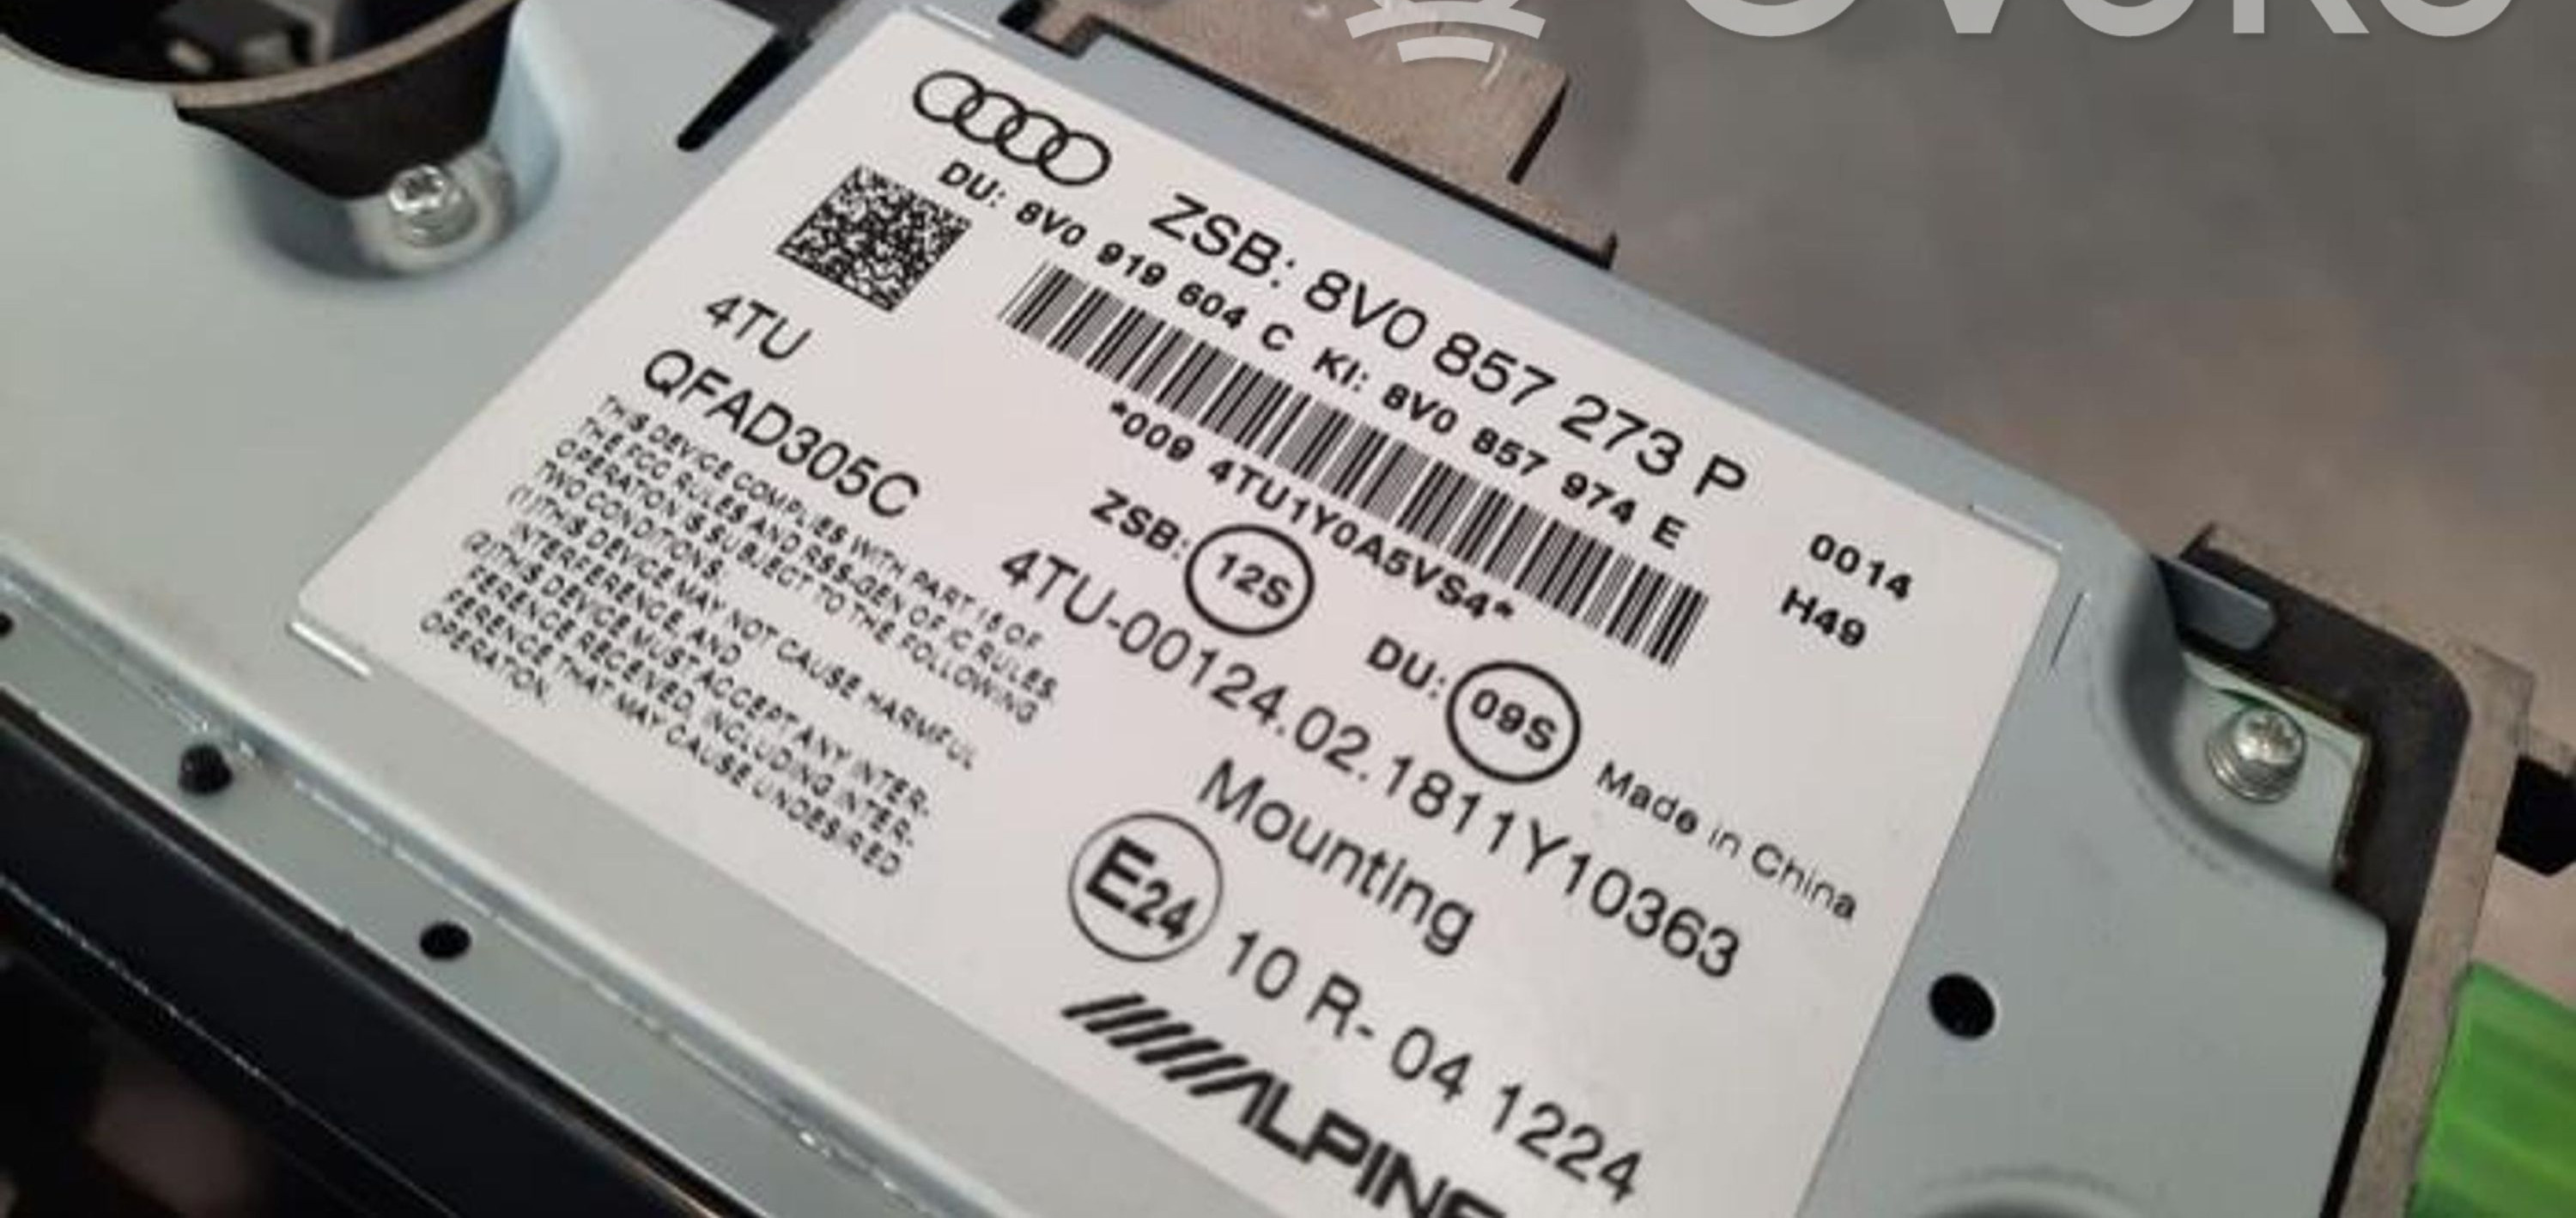 ZSB: 8V0 857 273 P
DU: 8V0 919 604 C KI: 8V0 857 974 E
0014
H49
*009 4TU1Y0A5VS4*
4TU
QFAD305C
ZSB: 12S DU: 09S Made in China
4TU-00124.02.1811Y10363
Mounting
E24 10 R- 04 1224
ALPINE
THIS DEVICE COMPLIES WITH PART 15 OF
THE FCC RULES AND RSS-GEN OF IC RULES.
OPERATION IS SUBJECT TO THE FOLLOWING
TWO CONDITIONS:
(1)THIS DEVICE MAY NOT CAUSE HARMFUL
INTERFERENCE, AND
(2)THIS DEVICE MUST ACCEPT ANY INTER-
FERENCE RECEIVED, INCLUDING INTER-
FERENCE THAT MAY CAUSE UNDESIRED
OPERATION.